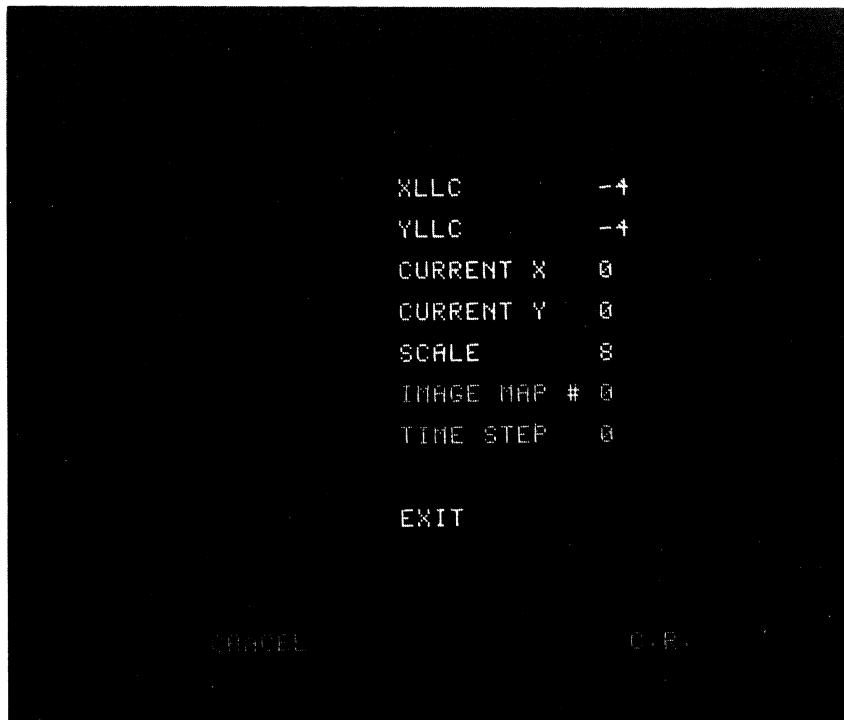 XLLC -4
YLLC -4
CURRENT X 0
CURRENT Y 0
SCALE 8
IMAGE MAP # 0
TIME STEP 0
EXIT
CANCEL C.R.